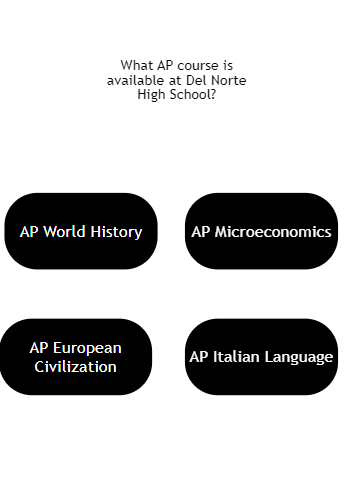 What AP course is
available at Del Norte
High School?
AP World History
AP Microeconomics
AP European
Civilization
AP Italian Language